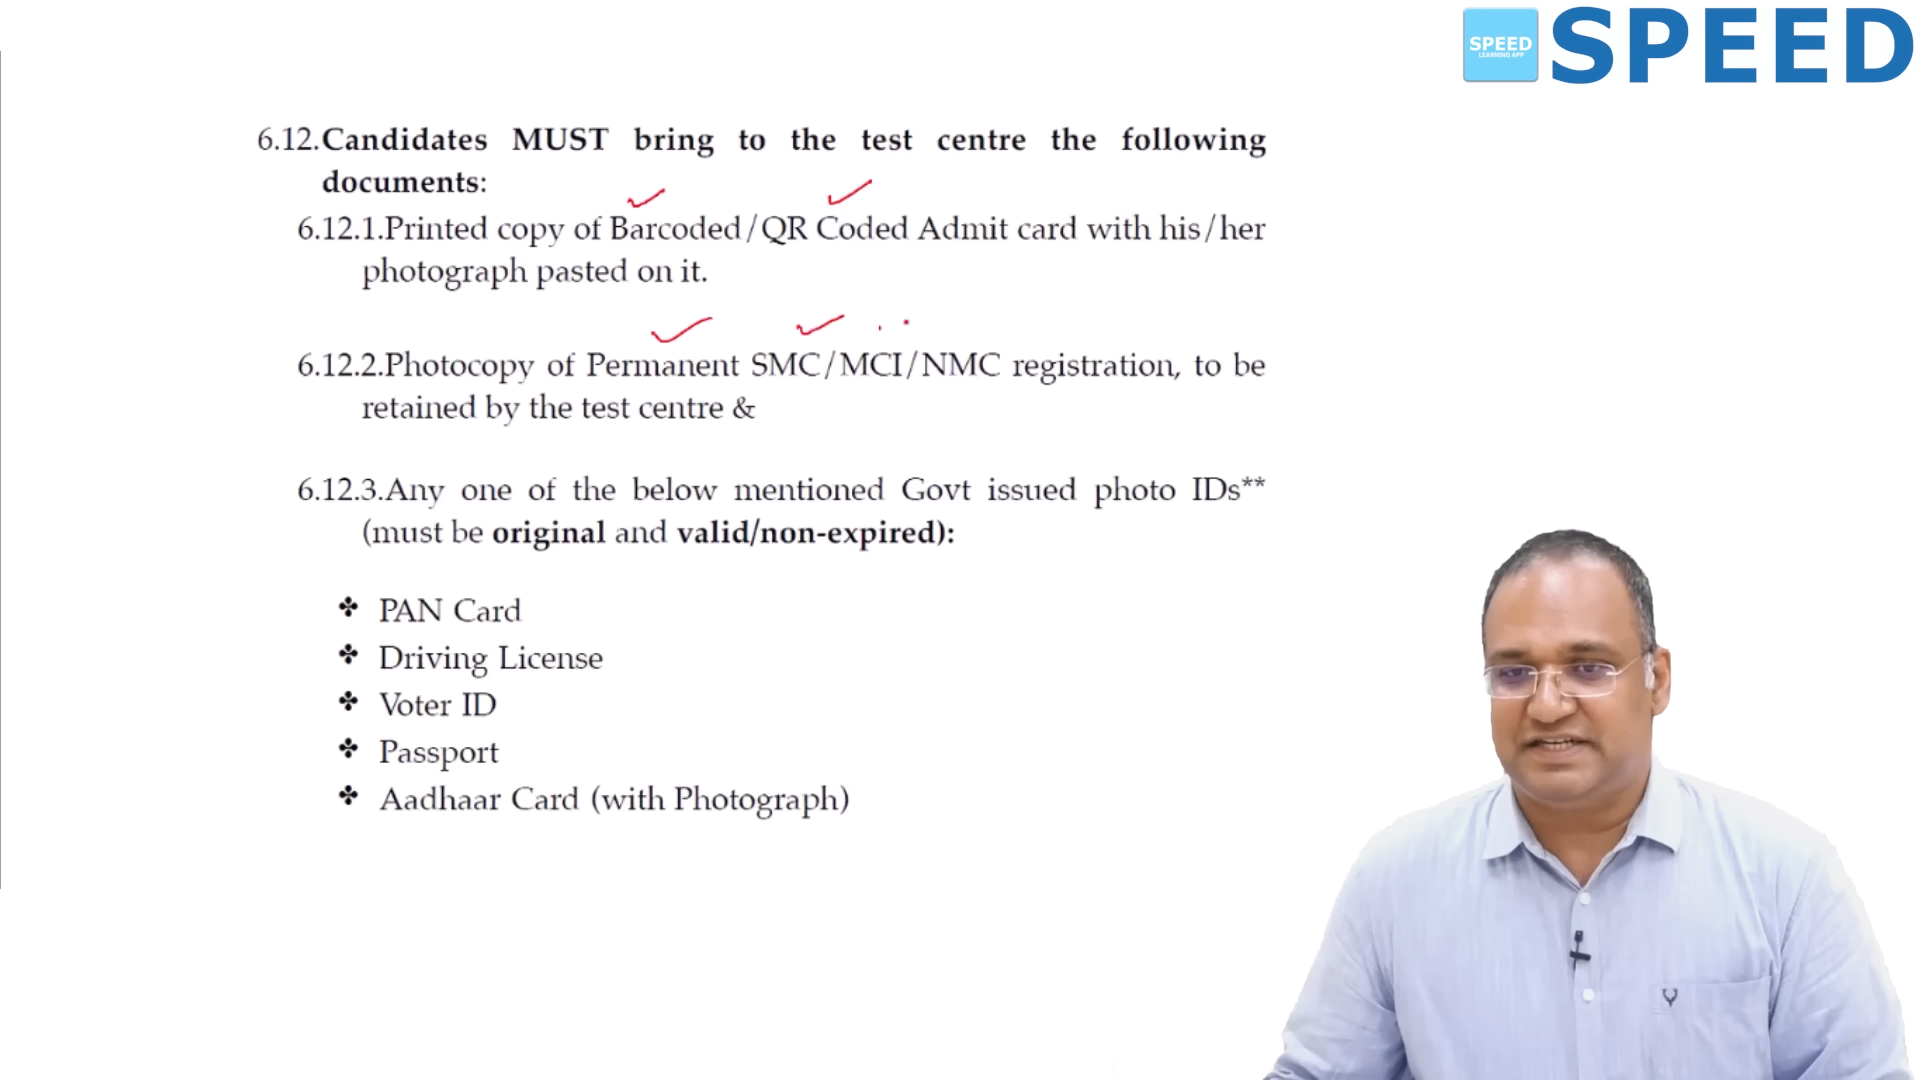 SPEED
LEARNING APP
SPEED
6.12.Candidates MUST bring to the test centre the following
documents:
6.12.1.Printed copy of Barcoded/QR Coded Admit card with his/her
photograph pasted on it.
6.12.2.Photocopy of Permanent SMC/MCI/NMC registration, to be
retained by the test centre &
6.12.3.Any one of the below mentioned Govt issued photo IDs**
(must be original and valid/non-expired):
❖ PAN Card
❖ Driving License
❖ Voter ID
❖ Passport
❖ Aadhaar Card (with Photograph)